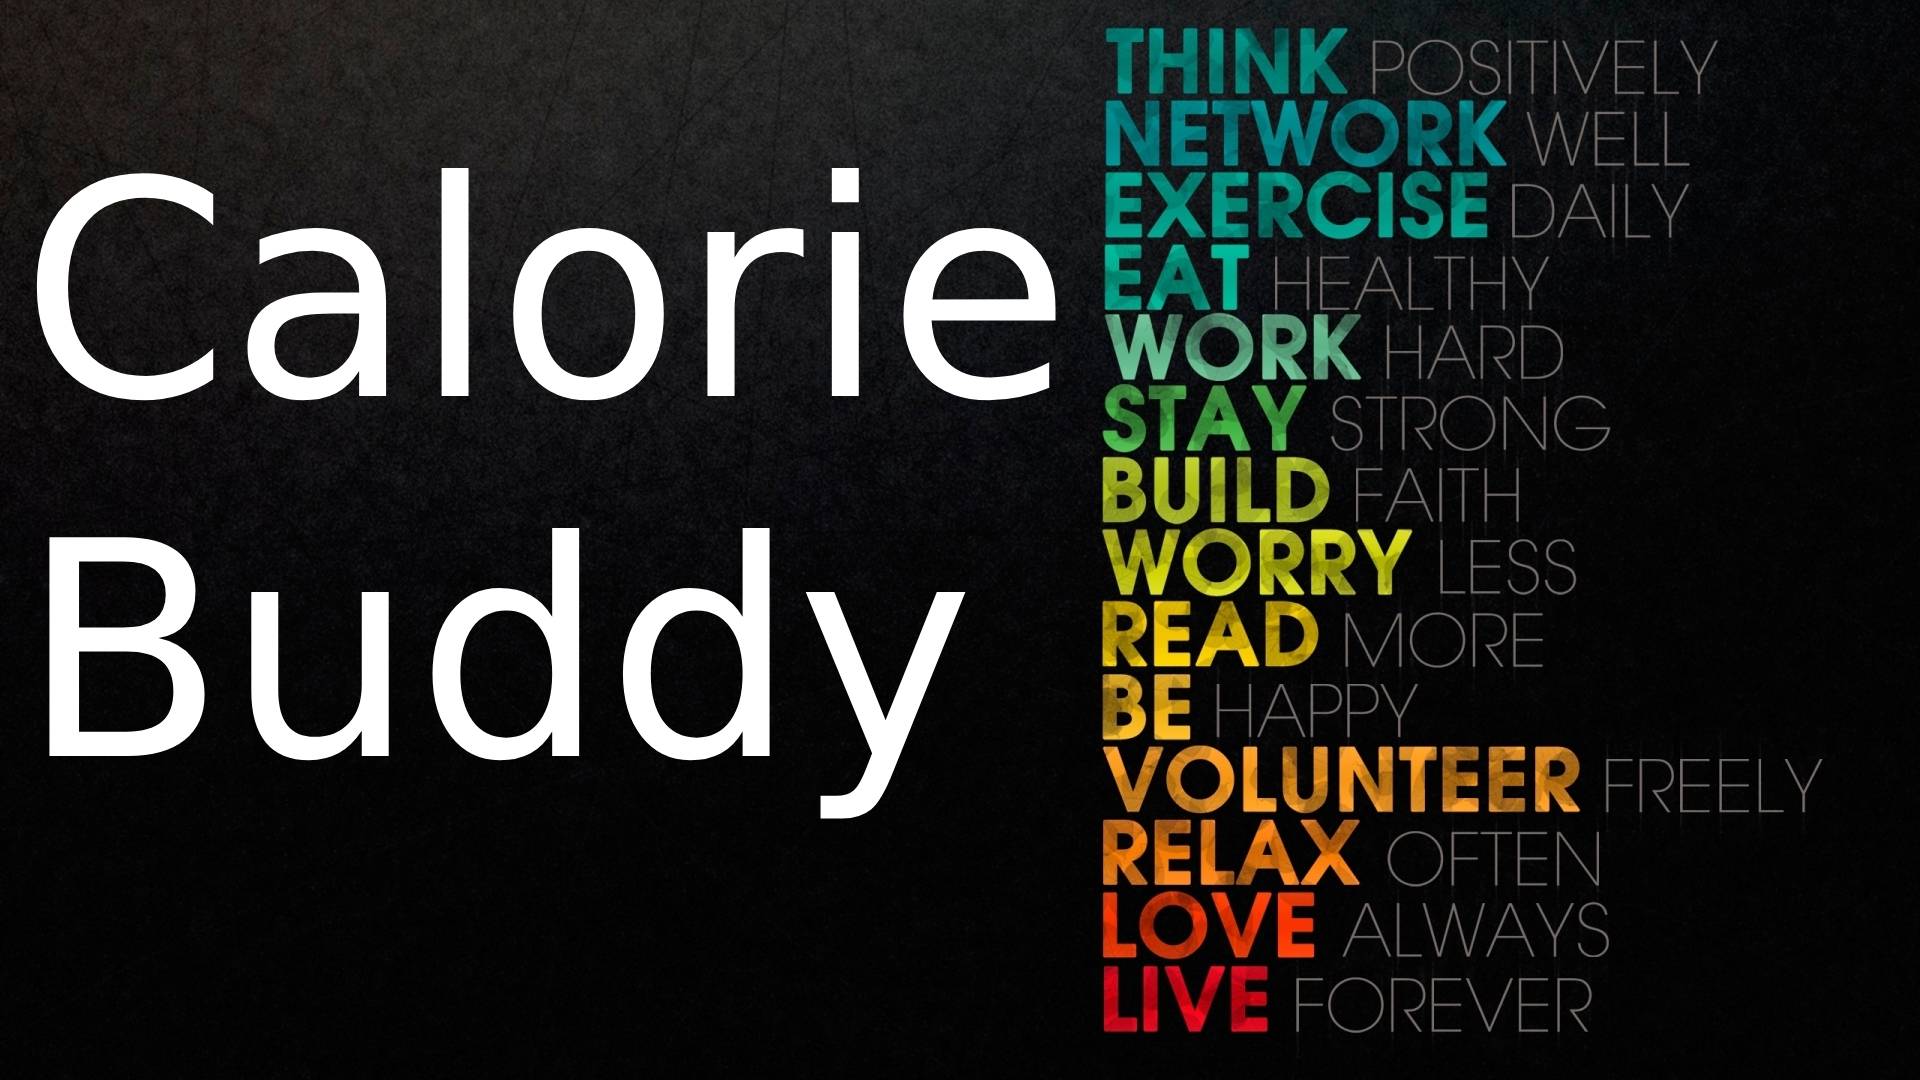 Calorie
Buddy
THINK POSITIVELY
NETWORK WELL
EXERCISE DAILY
EAT HEALTHY
WORK HARD
STAY STRONG
BUILD FAITH
WORRY LESS
READ MORE
BE HAPPY
VOLUNTEER FREELY
RELAX OFTEN
LOVE ALWAYS
LIVE FOREVER